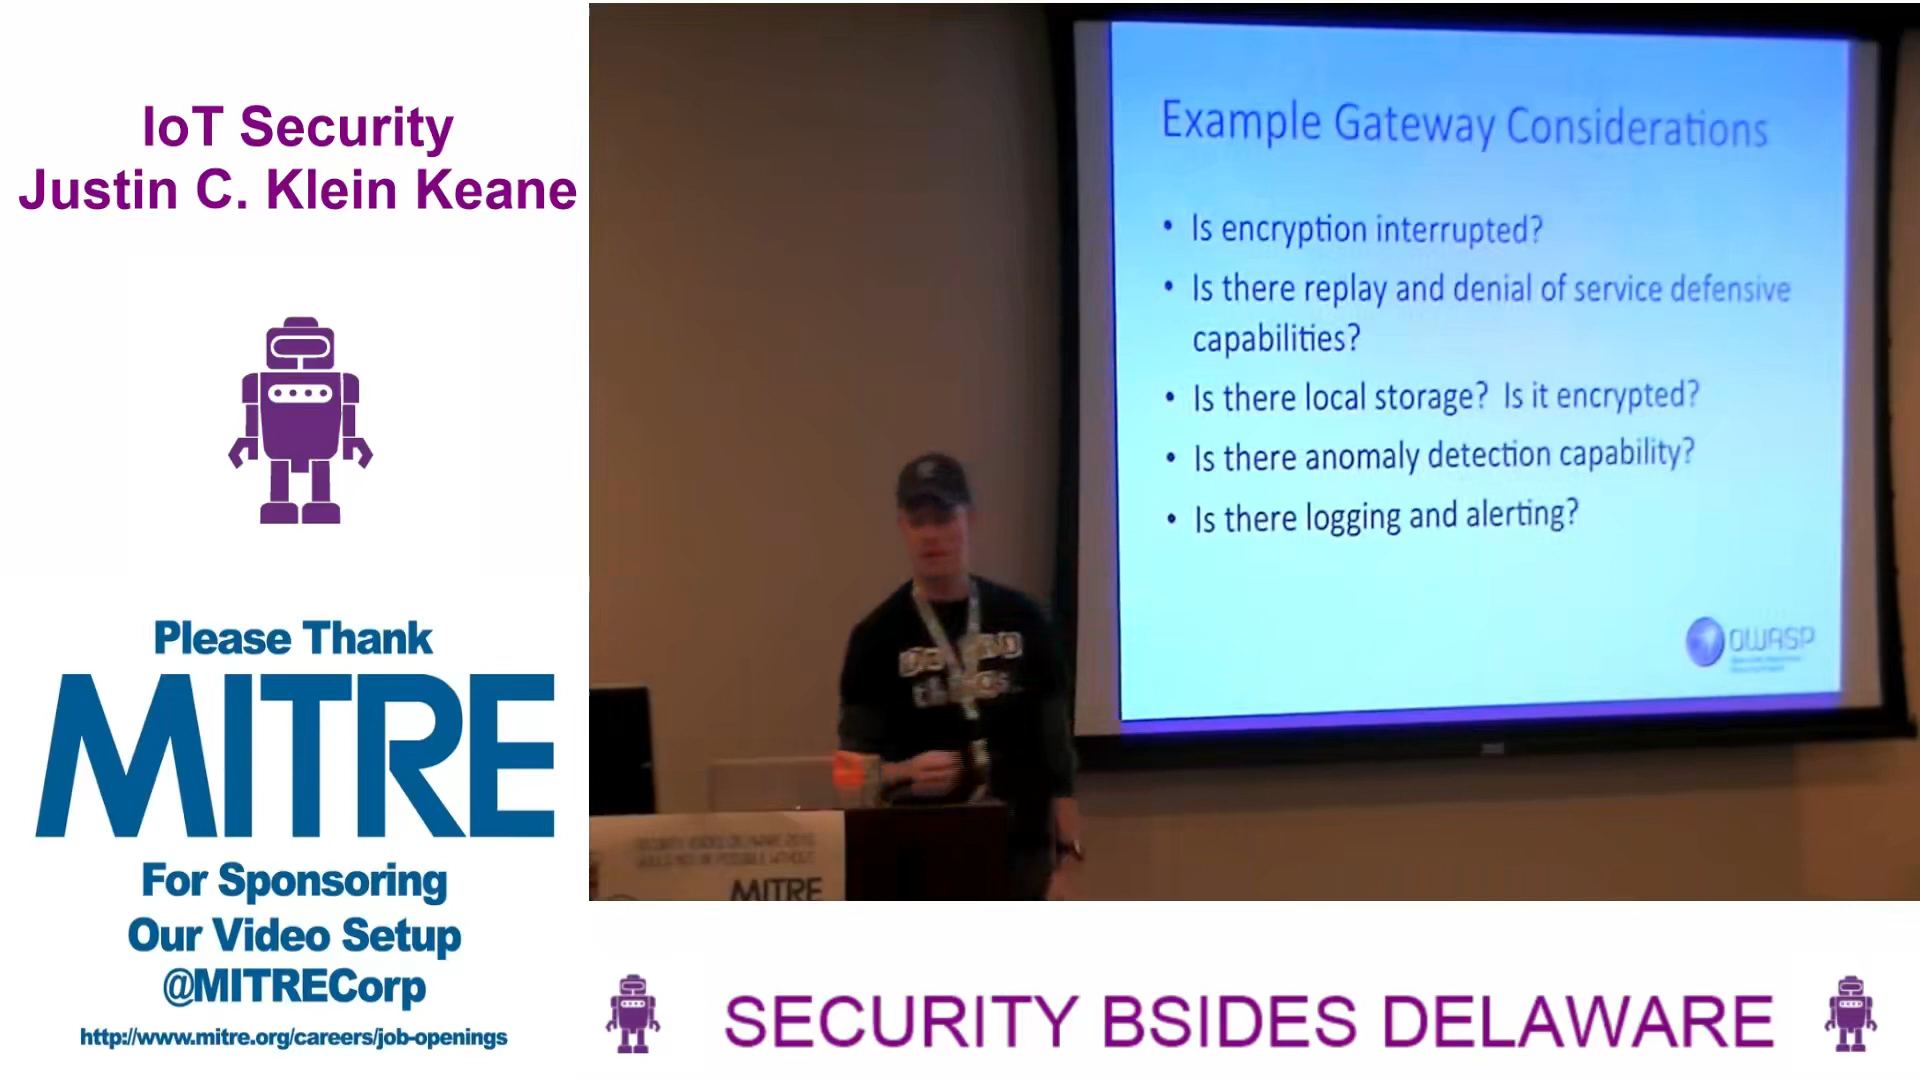 IoT Security
Justin C. Klein Keane
Please Thank
MITRE
For Sponsoring
Our Video Setup
@MITRECorp
http://www.mitre.org/careers/job-openings
Example Gateway Considerations
• Is encryption interrupted?
• Is there replay and denial of service defensive
capabilities?
• Is there local storage? Is it encrypted?
• Is there anomaly detection capability?
• Is there logging and alerting?
OWASP
MITRE
SECURITY BSIDES DELAWARE